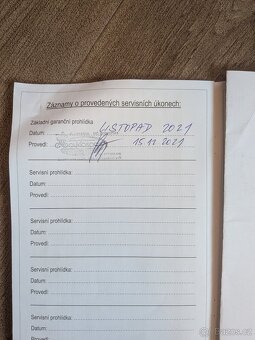 Záznamy o provedených servisních úkonech:
Základní garanční prohlídka
Datum: LISTOPAD 2021
Provedl: 15.12.2021
Servisní prohlídka:
Datum:
Provedl:
Servisní prohlídka:
Datum:
Provedl:
Servisní prohlídka:
Datum:
Provedl:
Servisní prohlídka: